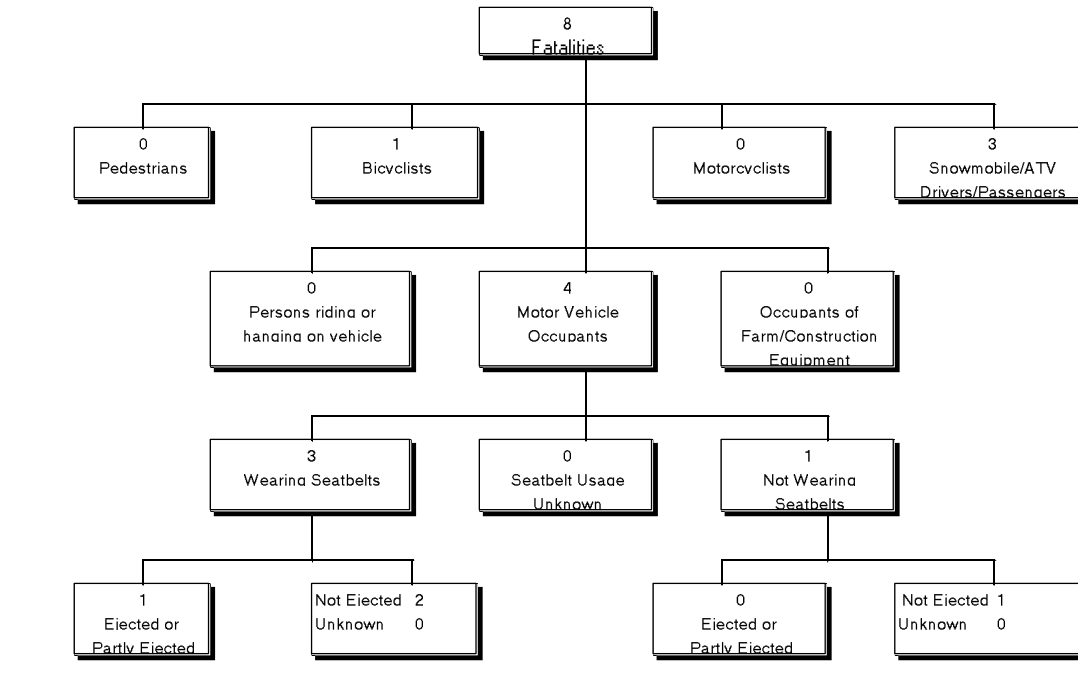 8
Fatalities
0
Pedestrians
1
Bicyclists
0
Motorcyclists
3
Snowmobile/ATV
Drivers/Passengers
0
Persons riding or
hanging on vehicle
4
Motor Vehicle
Occupants
0
Occupants of
Farm/Construction
Equipment
3
Wearing Seatbelts
0
Seatbelt Usage
Unknown
1
Not Wearing
Seatbelts
1
Ejected or
Partly Ejected
Not Ejected 2
Unknown 0
0
Ejected or
Partly Ejected
Not Ejected 1
Unknown 0